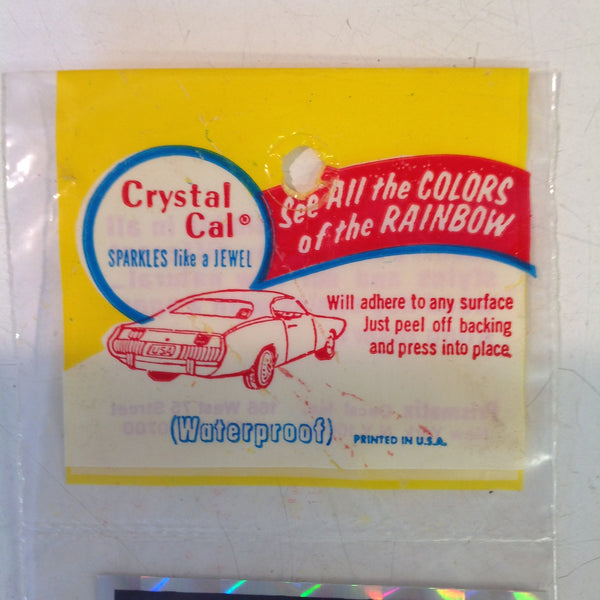 Crystal
Cal®
SPARKLES like a JEWEL
See All the COLORS
of the RAINBOW
Will adhere to any surface
Just peel off backing
and press into place.
USA
(Waterproof)
PRINTED IN U.S.A.